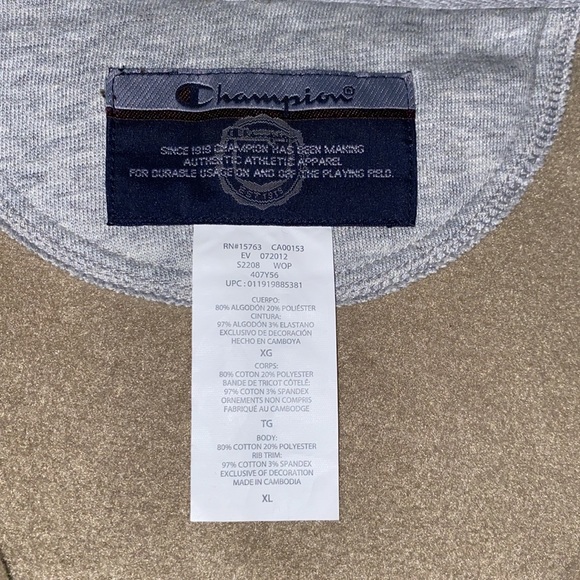 Champion®
Champion
SINCE 1919 CHAMPION HAS BEEN MAKING
AUTHENTIC ATHLETIC APPAREL
FOR DURABLE USAGE ON AND OFF THE PLAYING FIELD.
EST. 1919
RN#15763 CA00153
EV 072012
S2208 WOP
407Y56
UPC : 011919885381
CUERPO:
80% ALGODÓN 20% POLIÉSTER
CINTURA:
97% ALGODÓN 3% ELASTANO
EXCLUSIVO DE DECORACIÓN
HECHO EN CAMBOYA
XG
CORPS:
80% COTON 20% POLYESTER
BANDE DE TRICOT CÔTELÉ:
97% COTON 3% SPANDEX
ORNEMENTS NON COMPRIS
FABRIQUÉ AU CAMBODGE
TG
BODY:
80% COTTON 20% POLYESTER
RIB TRIM:
97% COTTON 3% SPANDEX
EXCLUSIVE OF DECORATION
MADE IN CAMBODIA
XL